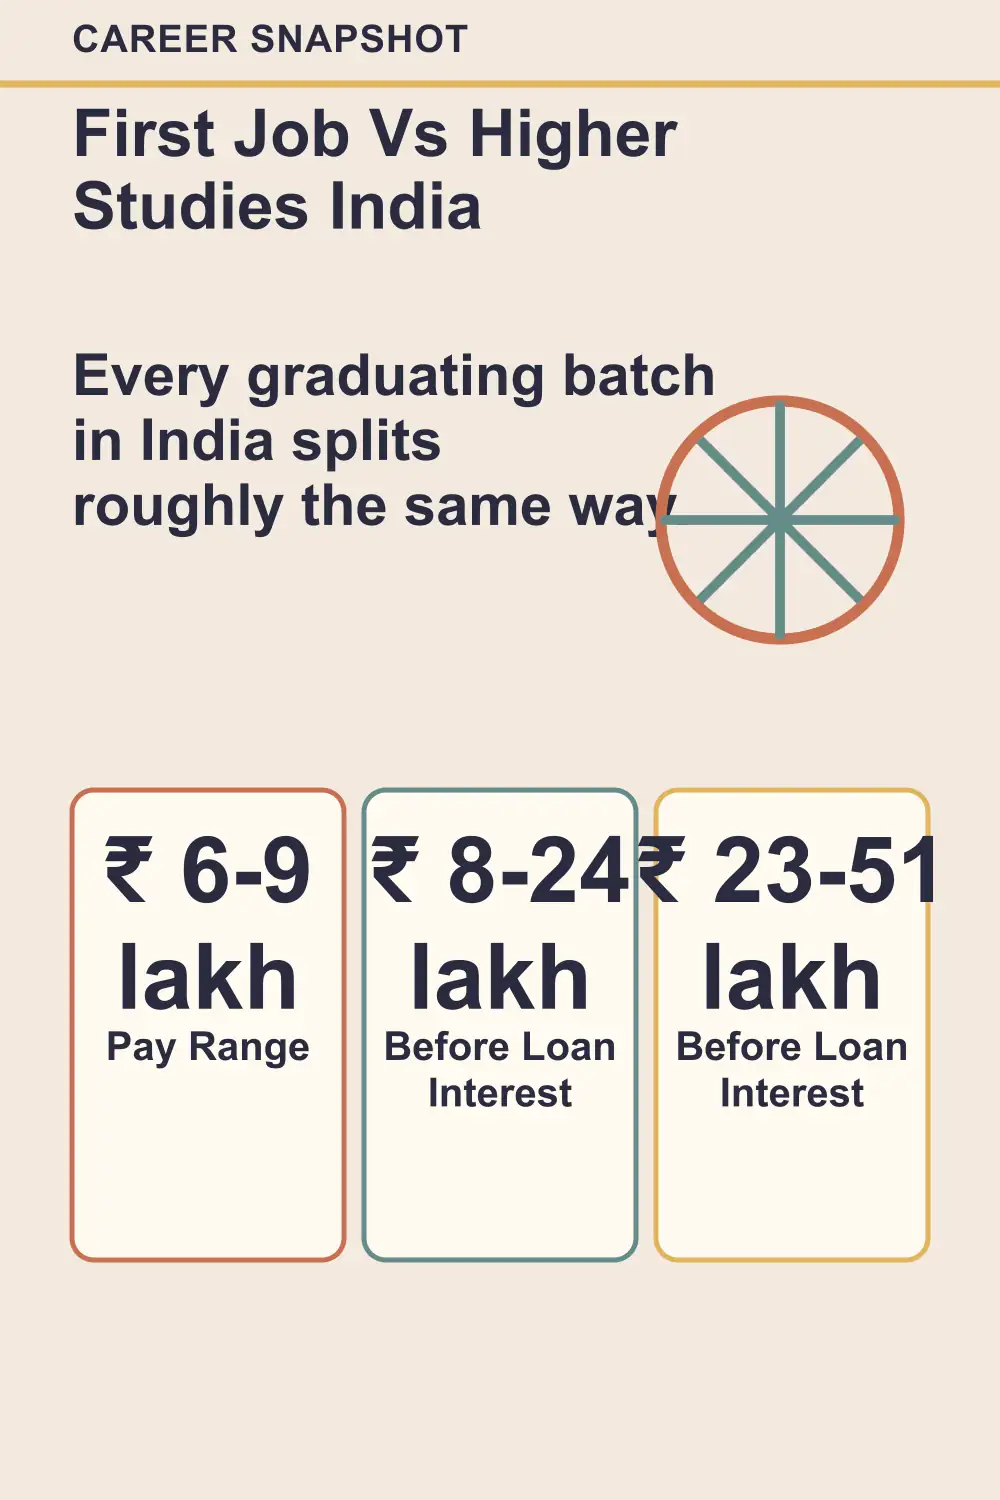 CAREER SNAPSHOT
First Job Vs Higher
Studies India
Every graduating batch
in India splits
roughly the same way
₹ 6-9
lakh
Pay Range
₹ 8-24
lakh
Before Loan
Interest
₹ 23-51
lakh
Before Loan
Interest